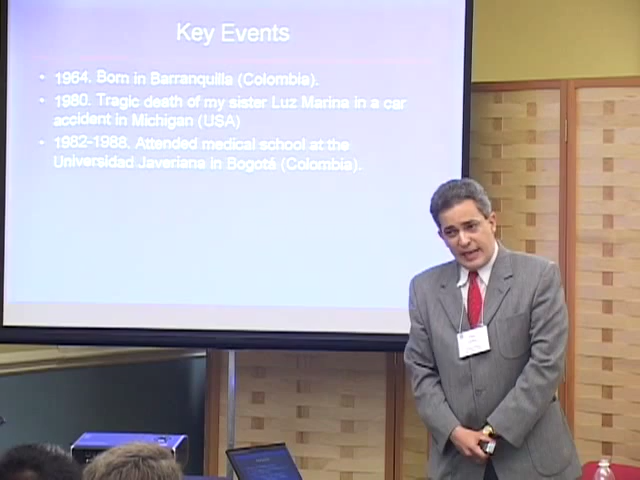 Key Events
• 1964. Born in Barranquilla (Colombia).
• 1980. Tragic death of my sister Luz Marina in a car
accident in Michigan (USA)
• 1982-1988. Attended medical school at the
Universidad Javeriana in Bogotá (Colombia).